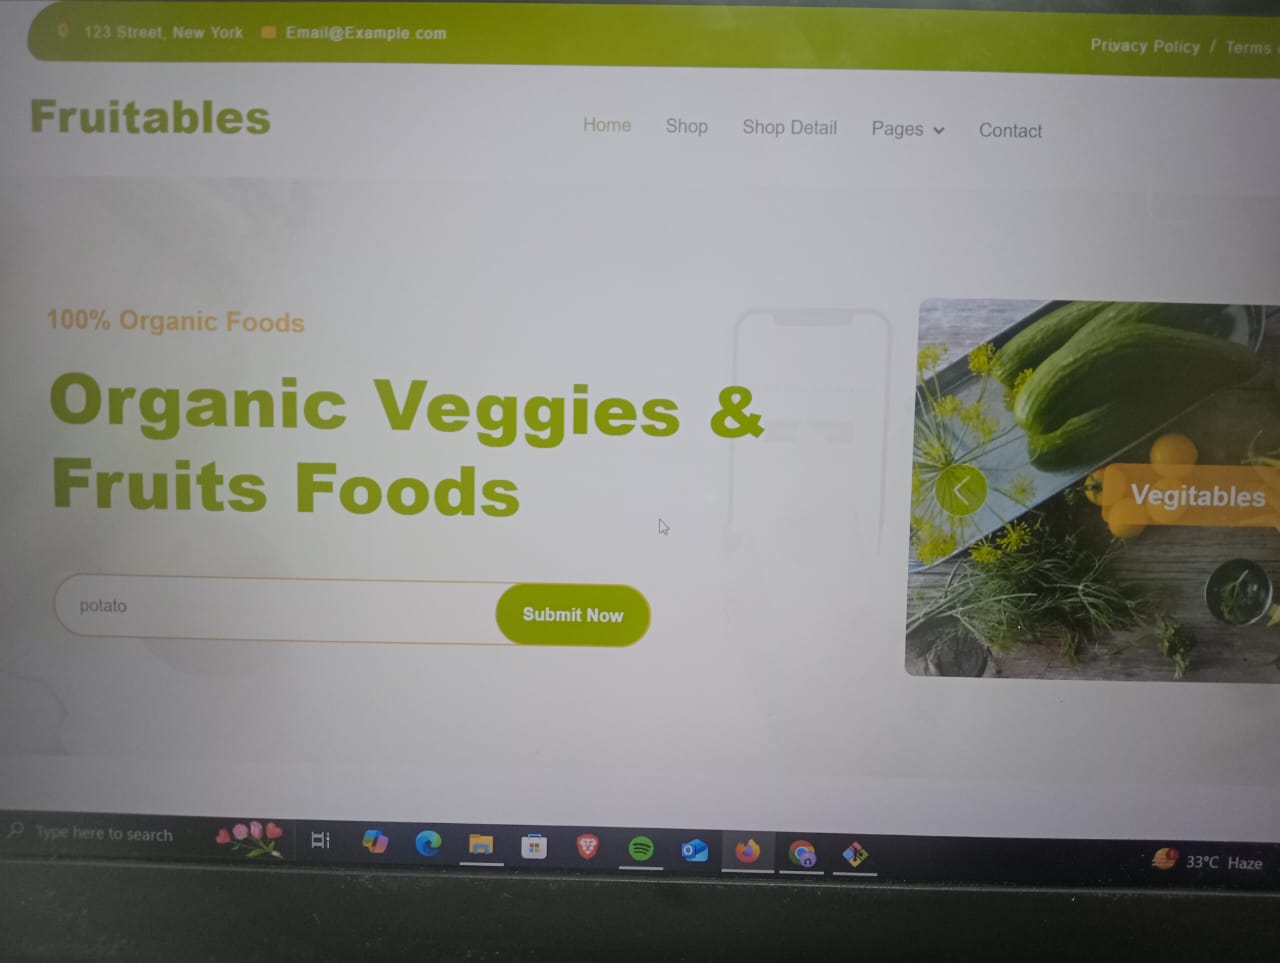 123 Street, New York Email@Example.com
Privacy Policy / Terms
Fruitables
Home Shop Shop Detail Pages Contact
100% Organic Foods
Organic Veggies &
Fruits Foods
potato Submit Now
Vegitables
Type here to search
33°C Haze